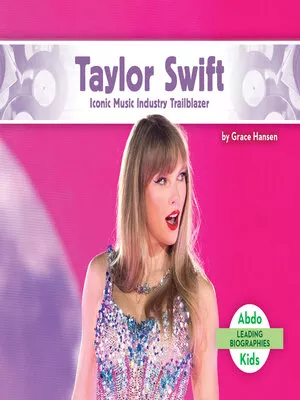 Taylor Swift
Iconic Music Industry Trailblazer
by Grace Hansen
Abdo
LEADING
BIOGRAPHIES
Kids